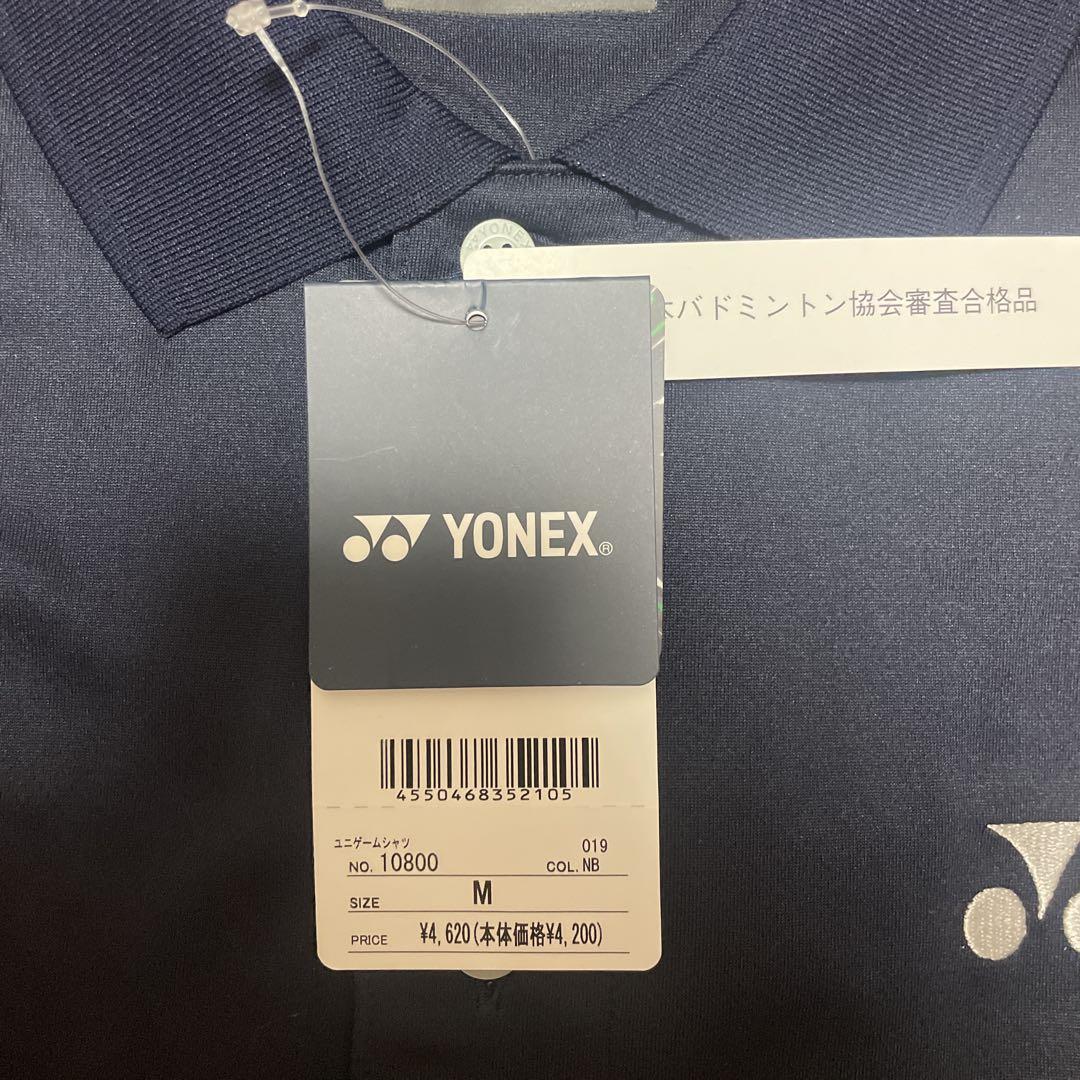 YONEX
バドミントン協会審査合格品
YONEX®
4550468352105
ユニゲームシャツ 019
NO. 10800 COL. NB
SIZE M
PRICE ¥4,620(本体価格¥4,200)